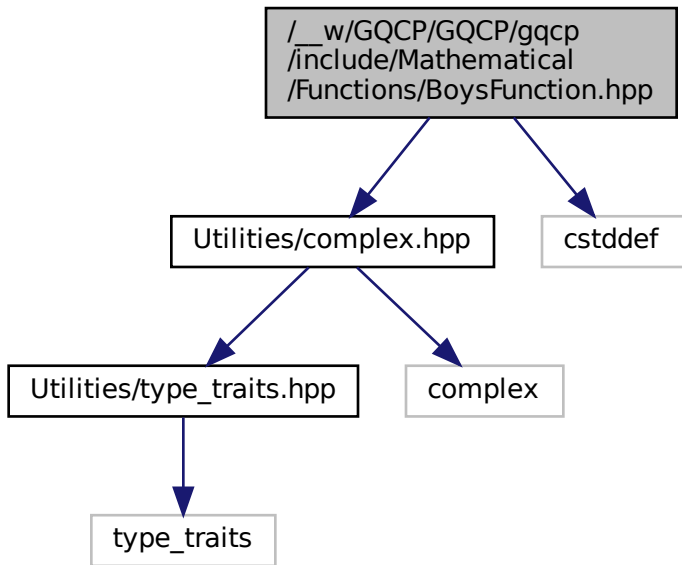 /__w/GQCP/GQCP/gqcp
/include/Mathematical
/Functions/BoysFunction.hpp
Utilities/complex.hpp
cstddef
Utilities/type_traits.hpp
complex
type_traits